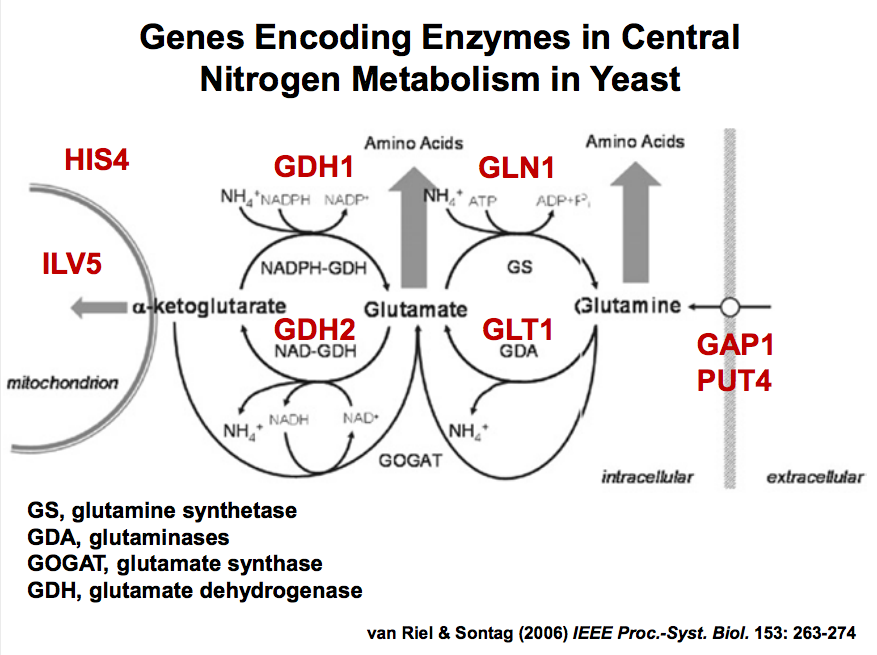 Genes Encoding Enzymes in Central
Nitrogen Metabolism in Yeast
HIS4
GDH1
Amino Acids
GLN1
Amino Acids
NH₄⁺ NADPH NADP⁺
NH₄⁺ ATP ADP+Pᵢ
ILV5
NADPH-GDH
GS
α-ketoglutarate
Glutamate
Glutamine
GDH2
GLT1
NAD-GDH
GDA
GAP1
PUT4
mitochondrion
NH₄⁺ NADH NAD⁺
NH₄⁺
GOGAT
intracellular
extracellular
GS, glutamine synthetase
GDA, glutaminases
GOGAT, glutamate synthase
GDH, glutamate dehydrogenase
van Riel & Sontag (2006) IEEE Proc.-Syst. Biol. 153: 263-274